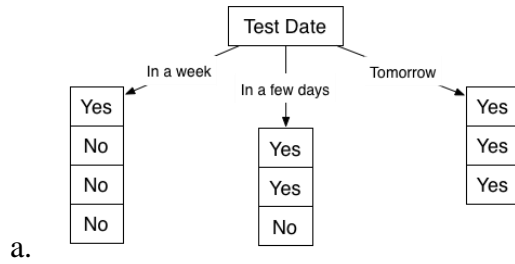 Test Date
In a week
In a few days
Tomorrow
Yes
No
No
No
Yes
Yes
No
Yes
Yes
Yes
a.